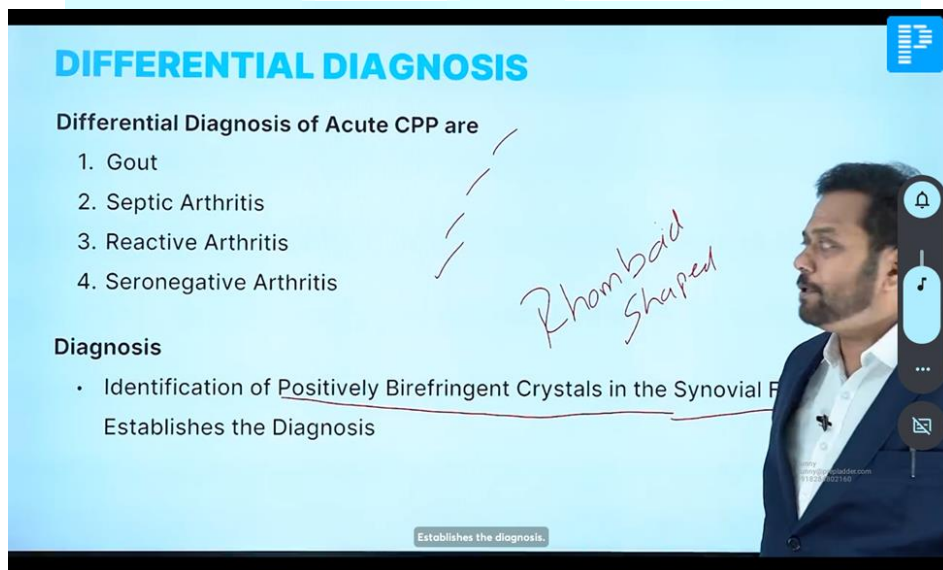 DIFFERENTIAL DIAGNOSIS
Differential Diagnosis of Acute CPP are
1. Gout
2. Septic Arthritis
3. Reactive Arthritis
4. Seronegative Arthritis
Rhomboid
Shaped
Diagnosis
• Identification of Positively Birefringent Crystals in the Synovial F
Establishes the Diagnosis
Establishes the diagnosis.